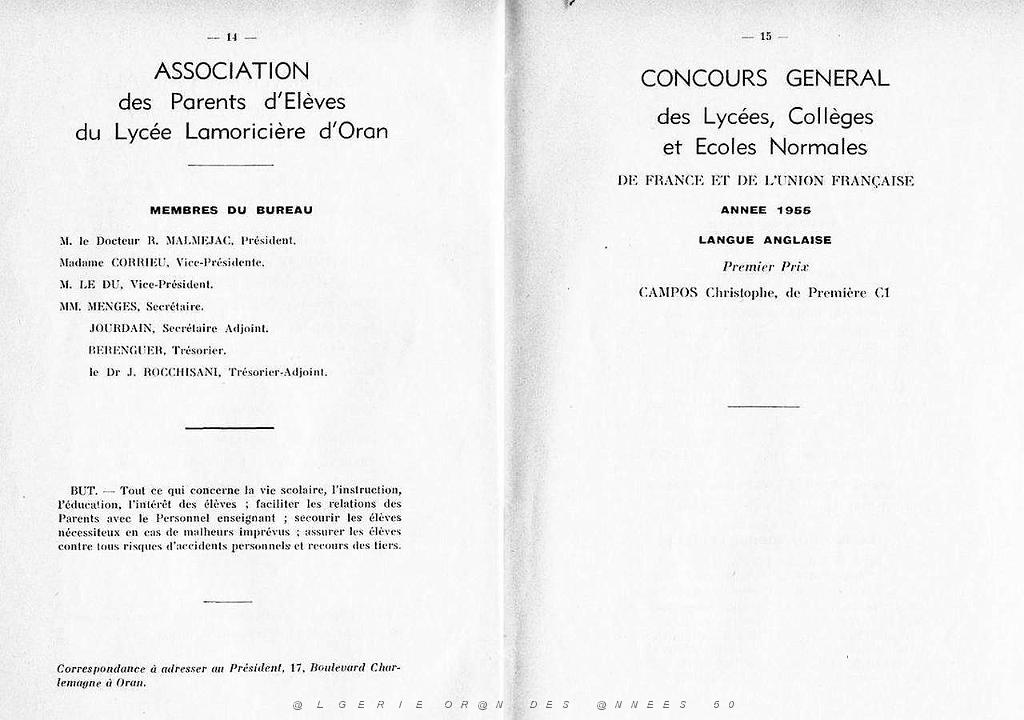 — 14 —
ASSOCIATION
des Parents d'Elèves
du Lycée Lamoricière d'Oran
MEMBRES DU BUREAU
M. le Docteur R. MALMEJAC, Président.
Madame CORRIEU, Vice-Présidente.
M. LE DU, Vice-Président.
MM. MENGES, Secrétaire.
JOURDAIN, Secrétaire Adjoint.
BERENGUER, Trésorier.
le Dr J. ROCCHISANI, Trésorier-Adjoint.
BUT. — Tout ce qui concerne la vie scolaire, l'instruction,
l'éducation, l'intérêt des élèves ; faciliter les relations des
Parents avec le Personnel enseignant ; secourir les élèves
nécessiteux en cas de malheurs imprévus ; assurer les élèves
contre tous risques d'accidents personnels et recours des tiers.
Correspondance à adresser au Président, 17, Boulevard Char-
lemagne à Oran.
— 15 —
CONCOURS GENERAL
des Lycées, Collèges
et Ecoles Normales
DE FRANCE ET DE L'UNION FRANÇAISE
ANNEE 1955
LANGUE ANGLAISE
Premier Prix
CAMPOS Christophe, de Première C1
@ L G E R I E O R @ N D E S @ N N E E S 5 0